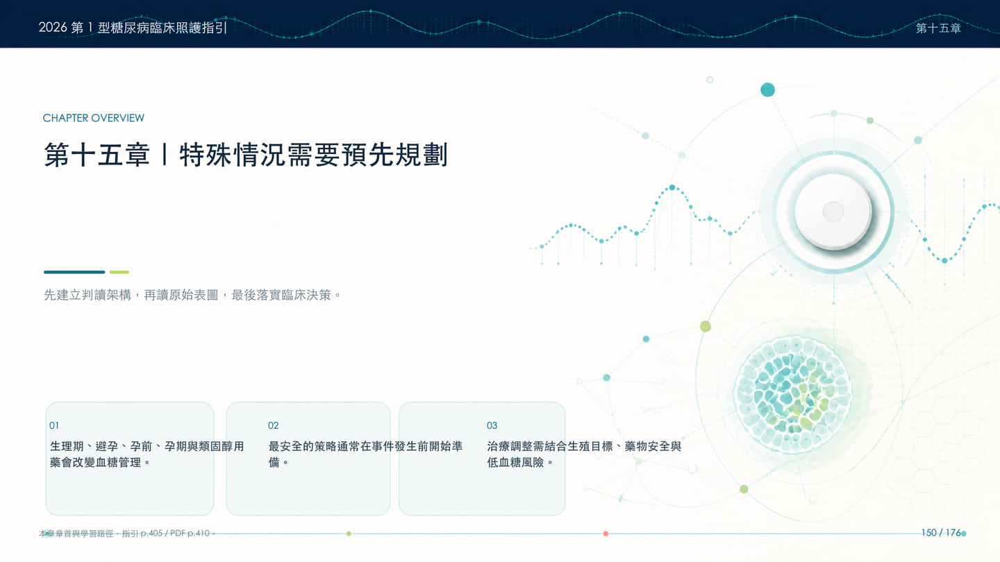 2026 第 1 型糖尿病臨床照護指引
第十五章
CHAPTER OVERVIEW
第十五章｜特殊情況需要預先規劃
先建立判讀架構，再讀原始表圖，最後落實臨床決策。
01
生理期、避孕、孕前、孕期與類固醇用
藥會改變血糖管理。
02
最安全的策略通常在事件發生前開始準
備。
03
治療調整需結合生殖目標、藥物安全與
低血糖風險。
本章章首與學習路徑，指引 p.405 / PDF p.410。
150 / 176